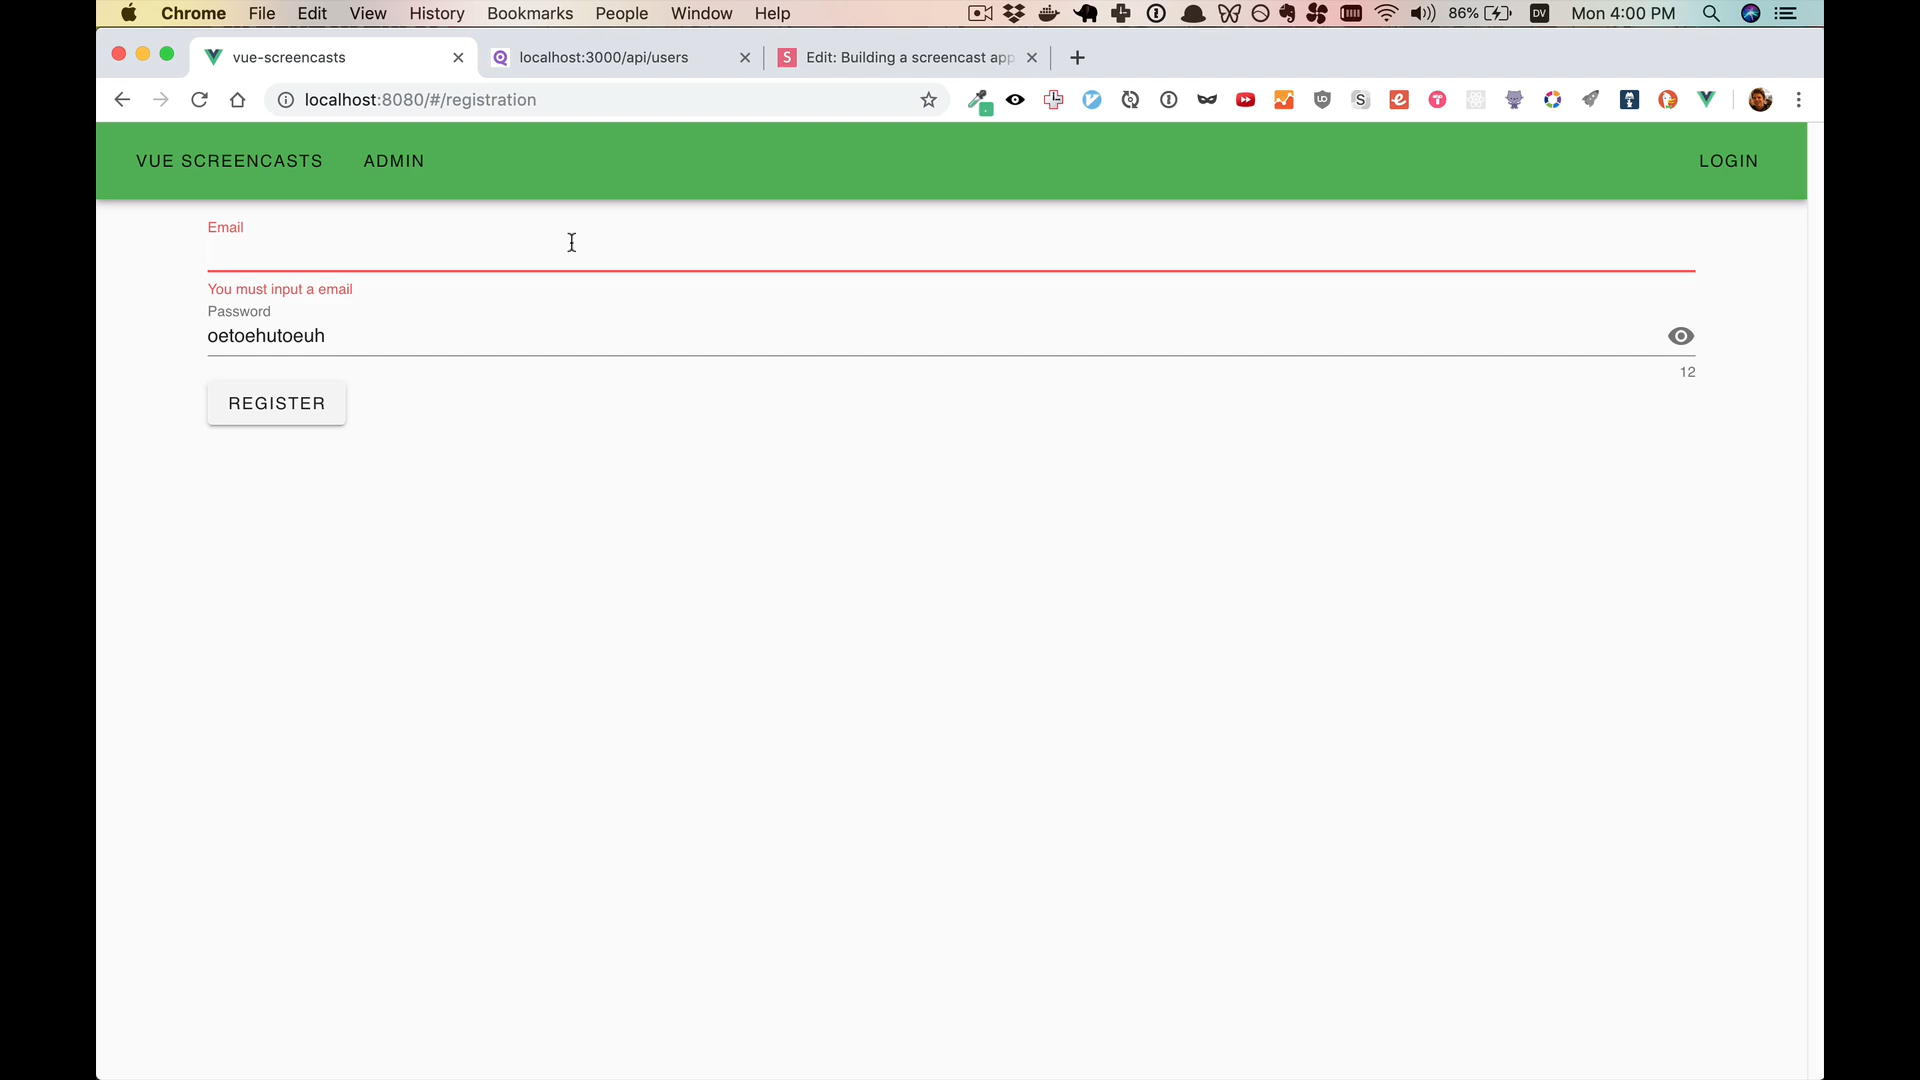 Chrome File Edit View History Bookmarks People Window Help 86% DV Mon 4:00 PM
vue-screencasts localhost:3000/api/users S Edit: Building a screencast app
localhost:8080/#/registration
VUE SCREENCASTS ADMIN LOGIN
Email
You must input a email
Password
oetoehutoeuh
12
REGISTER